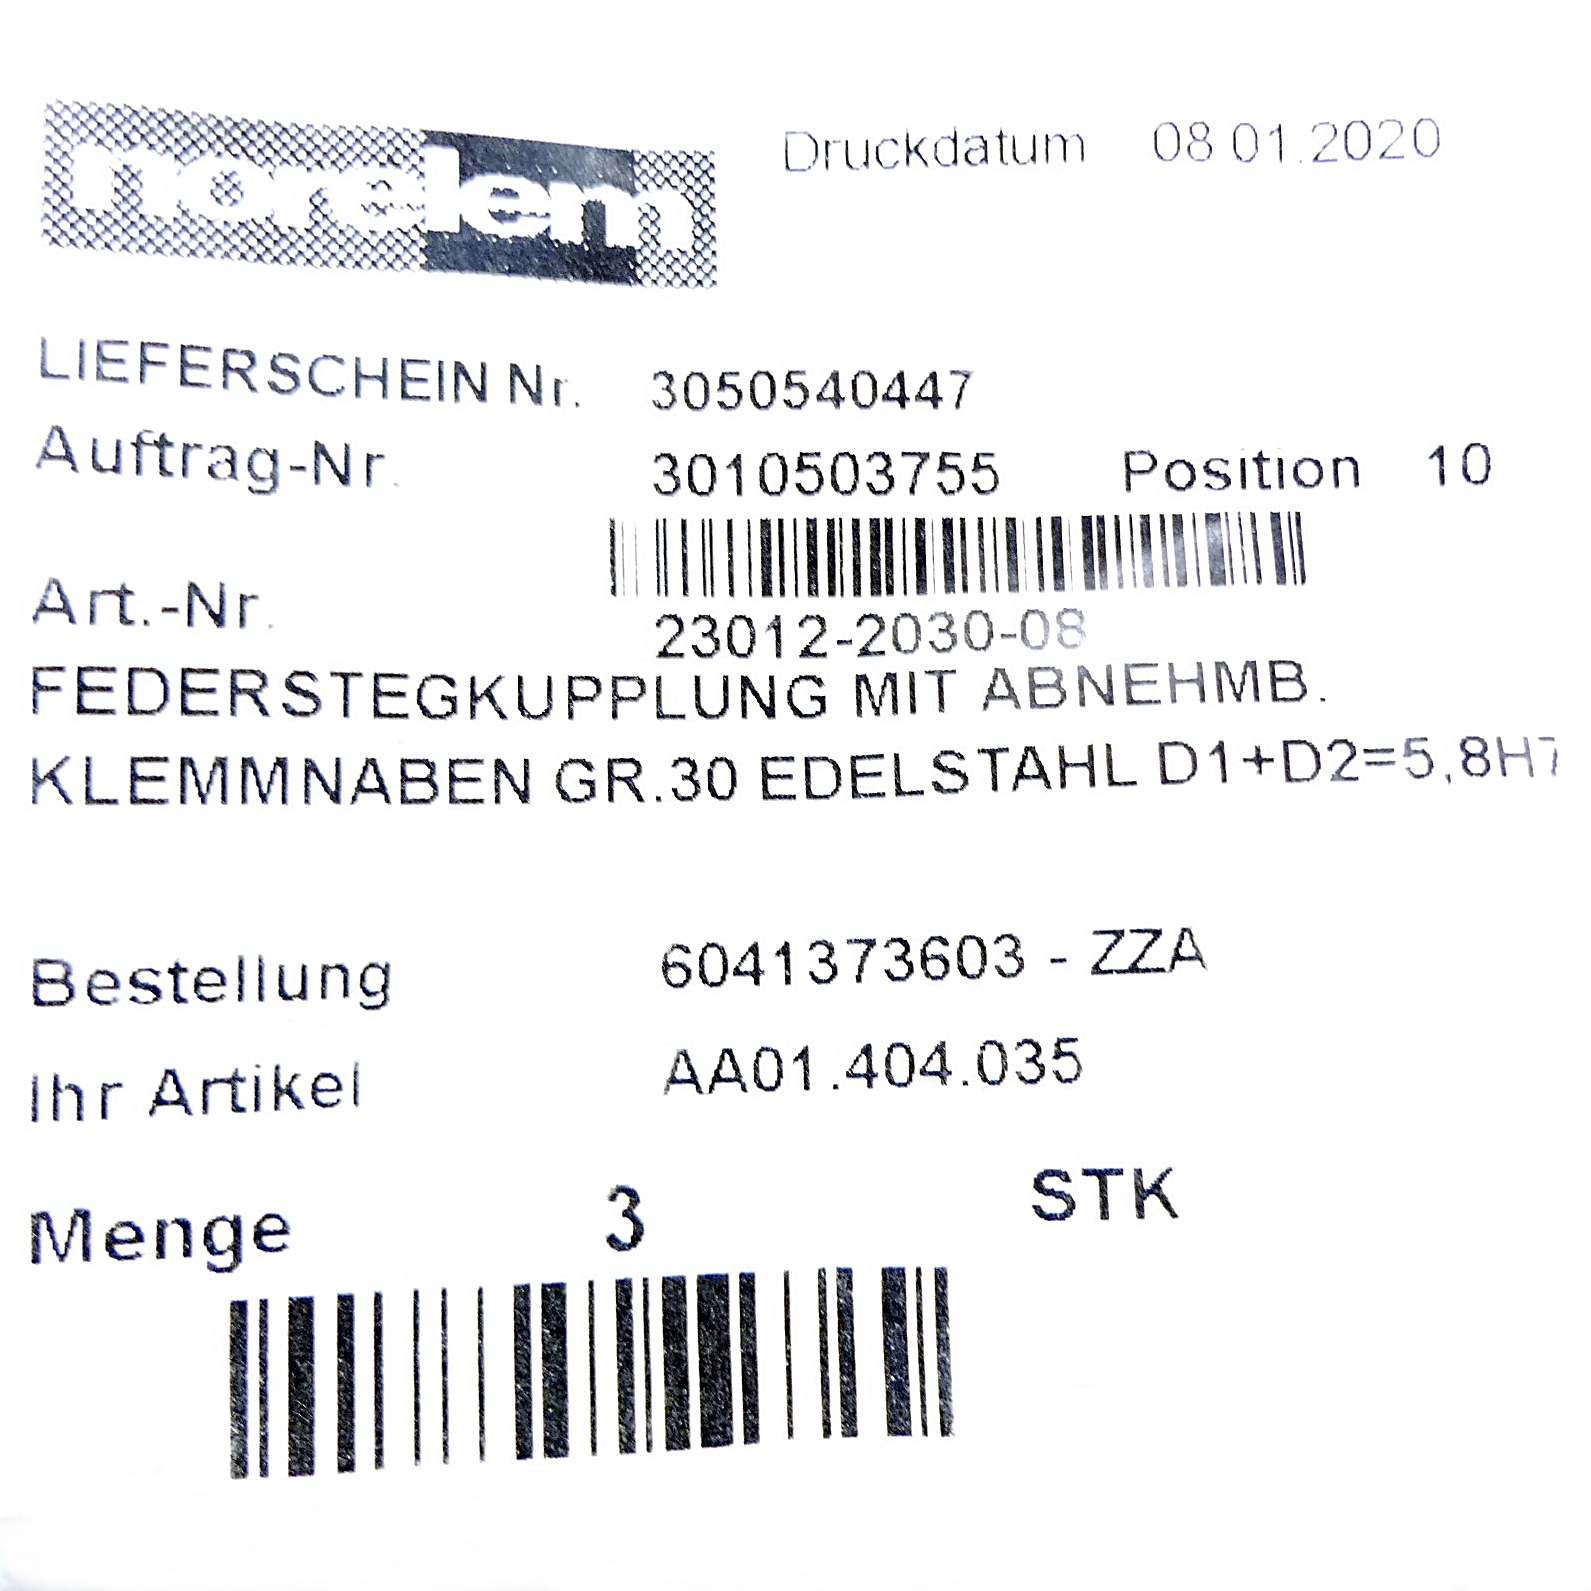 norelem
Druckdatum 08.01.2020
LIEFERSCHEIN Nr. 3050540447
Auftrag-Nr. 3010503755 Position 10
Art.-Nr. 23012-2030-08
FEDERSTEGKUPPLUNG MIT ABNEHMB.
KLEMMNABEN GR.30 EDELSTAHL D1+D2=5,8H7
Bestellung 6041373603 - ZZA
Ihr Artikel AA01.404.035
Menge 3 STK